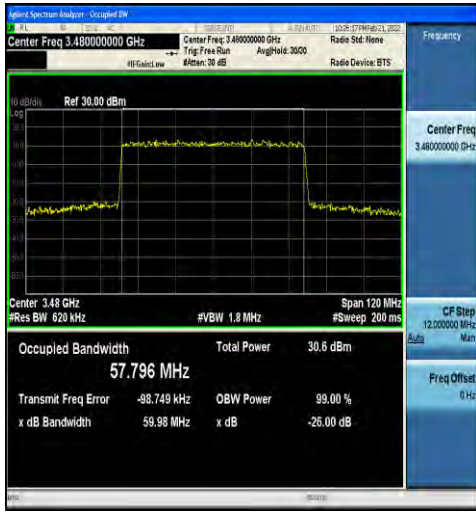 Agilent Spectrum Analyzer - Occupied BW
Center Freq 3.480000000 GHz
Center Freq: 3.480000000 GHz
Radio Std: None
Trig: Free Run
Avg|Hold: 30/30
#IFGain:Low
#Atten: 30 dB
Radio Device: BTS
10 dB/div
Ref 30.00 dBm
Log
Center 3.48 GHz
Span 120 MHz
#Res BW 620 kHz
#VBW 1.8 MHz
#Sweep 200 ms
Occupied Bandwidth
Total Power
30.6 dBm
57.796 MHz
Transmit Freq Error
-98.749 kHz
OBW Power
99.00 %
x dB Bandwidth
59.98 MHz
x dB
-26.00 dB
Frequency
Center Freq
3.480000000 GHz
CF Step
12.000000 MHz
Auto
Man
Freq Offset
0 Hz